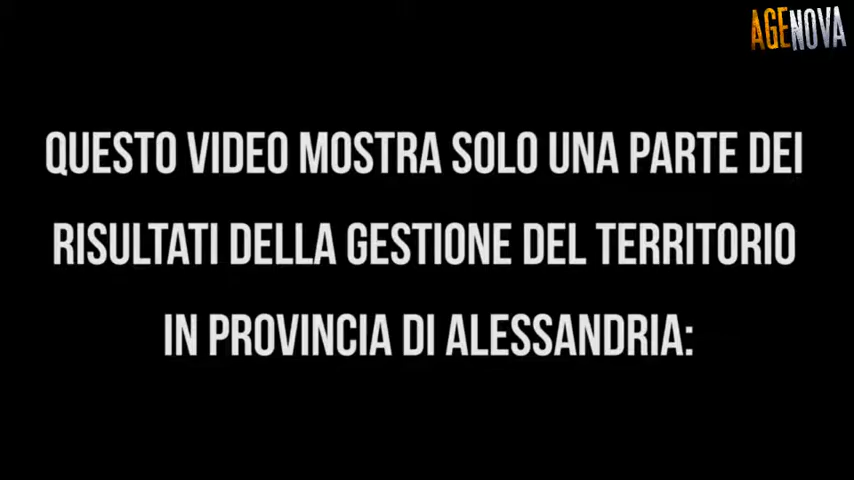 AGENOVA
QUESTO VIDEO MOSTRA SOLO UNA PARTE DEI
RISULTATI DELLA GESTIONE DEL TERRITORIO
IN PROVINCIA DI ALESSANDRIA: